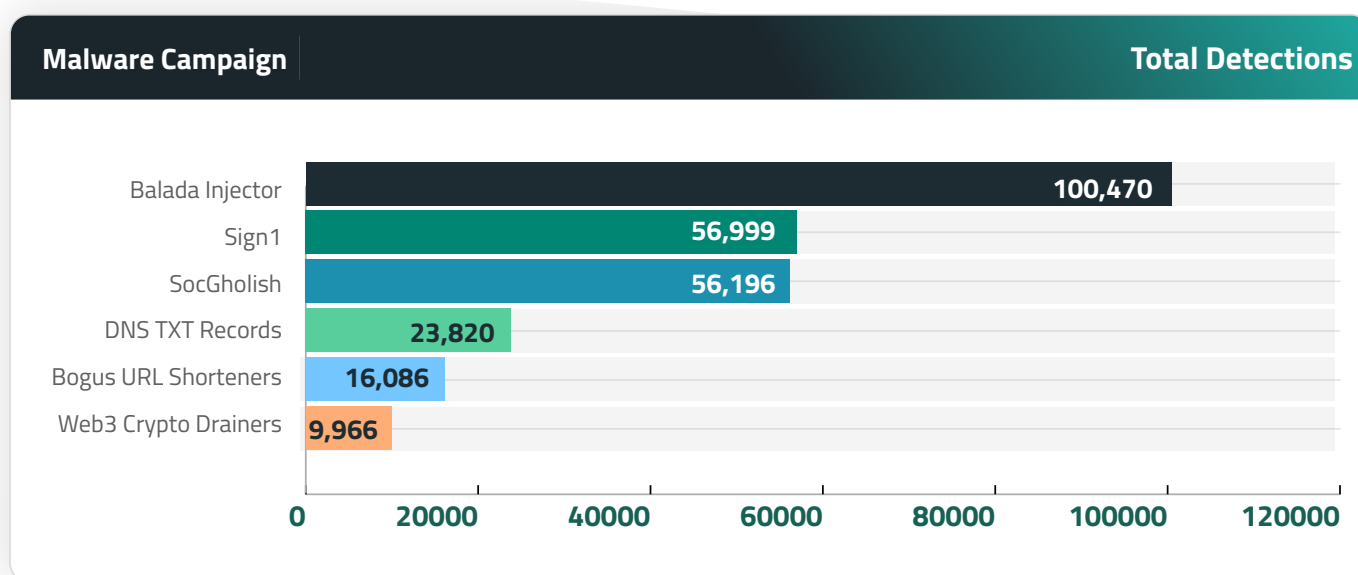 Malware Campaign Total Detections
Balada Injector 100,470
Sign1 56,999
SocGholish 56,196
DNS TXT Records 23,820
Bogus URL Shorteners 16,086
Web3 Crypto Drainers 9,966
0 20000 40000 60000 80000 100000 120000